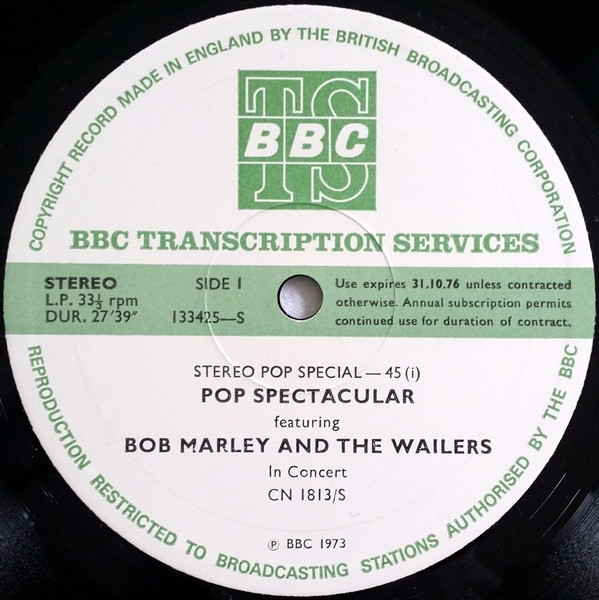 COPYRIGHT RECORD MADE IN ENGLAND BY THE BRITISH BROADCASTING CORPORATION
TS
BBC
BBC TRANSCRIPTION SERVICES
STEREO SIDE 1 Use expires 31.10.76 unless contracted
L.P. 33⅓ rpm otherwise. Annual subscription permits
DUR. 27′39″ 133425—S continued use for duration of contract.
STEREO POP SPECIAL — 45 (i)
POP SPECTACULAR
featuring
BOB MARLEY AND THE WAILERS
In Concert
CN 1813/S
℗ BBC 1973
REPRODUCTION RESTRICTED TO BROADCASTING STATIONS AUTHORISED BY THE BBC